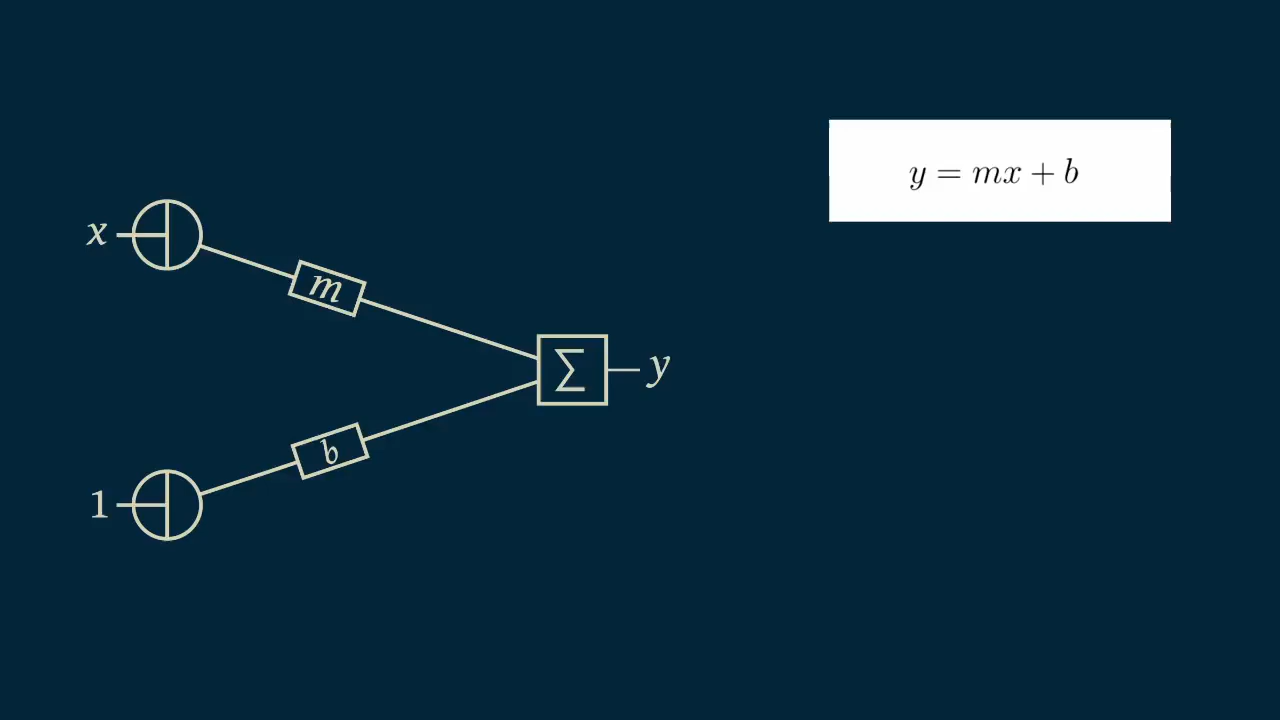 x
m
b
1
∑
y
y = mx + b